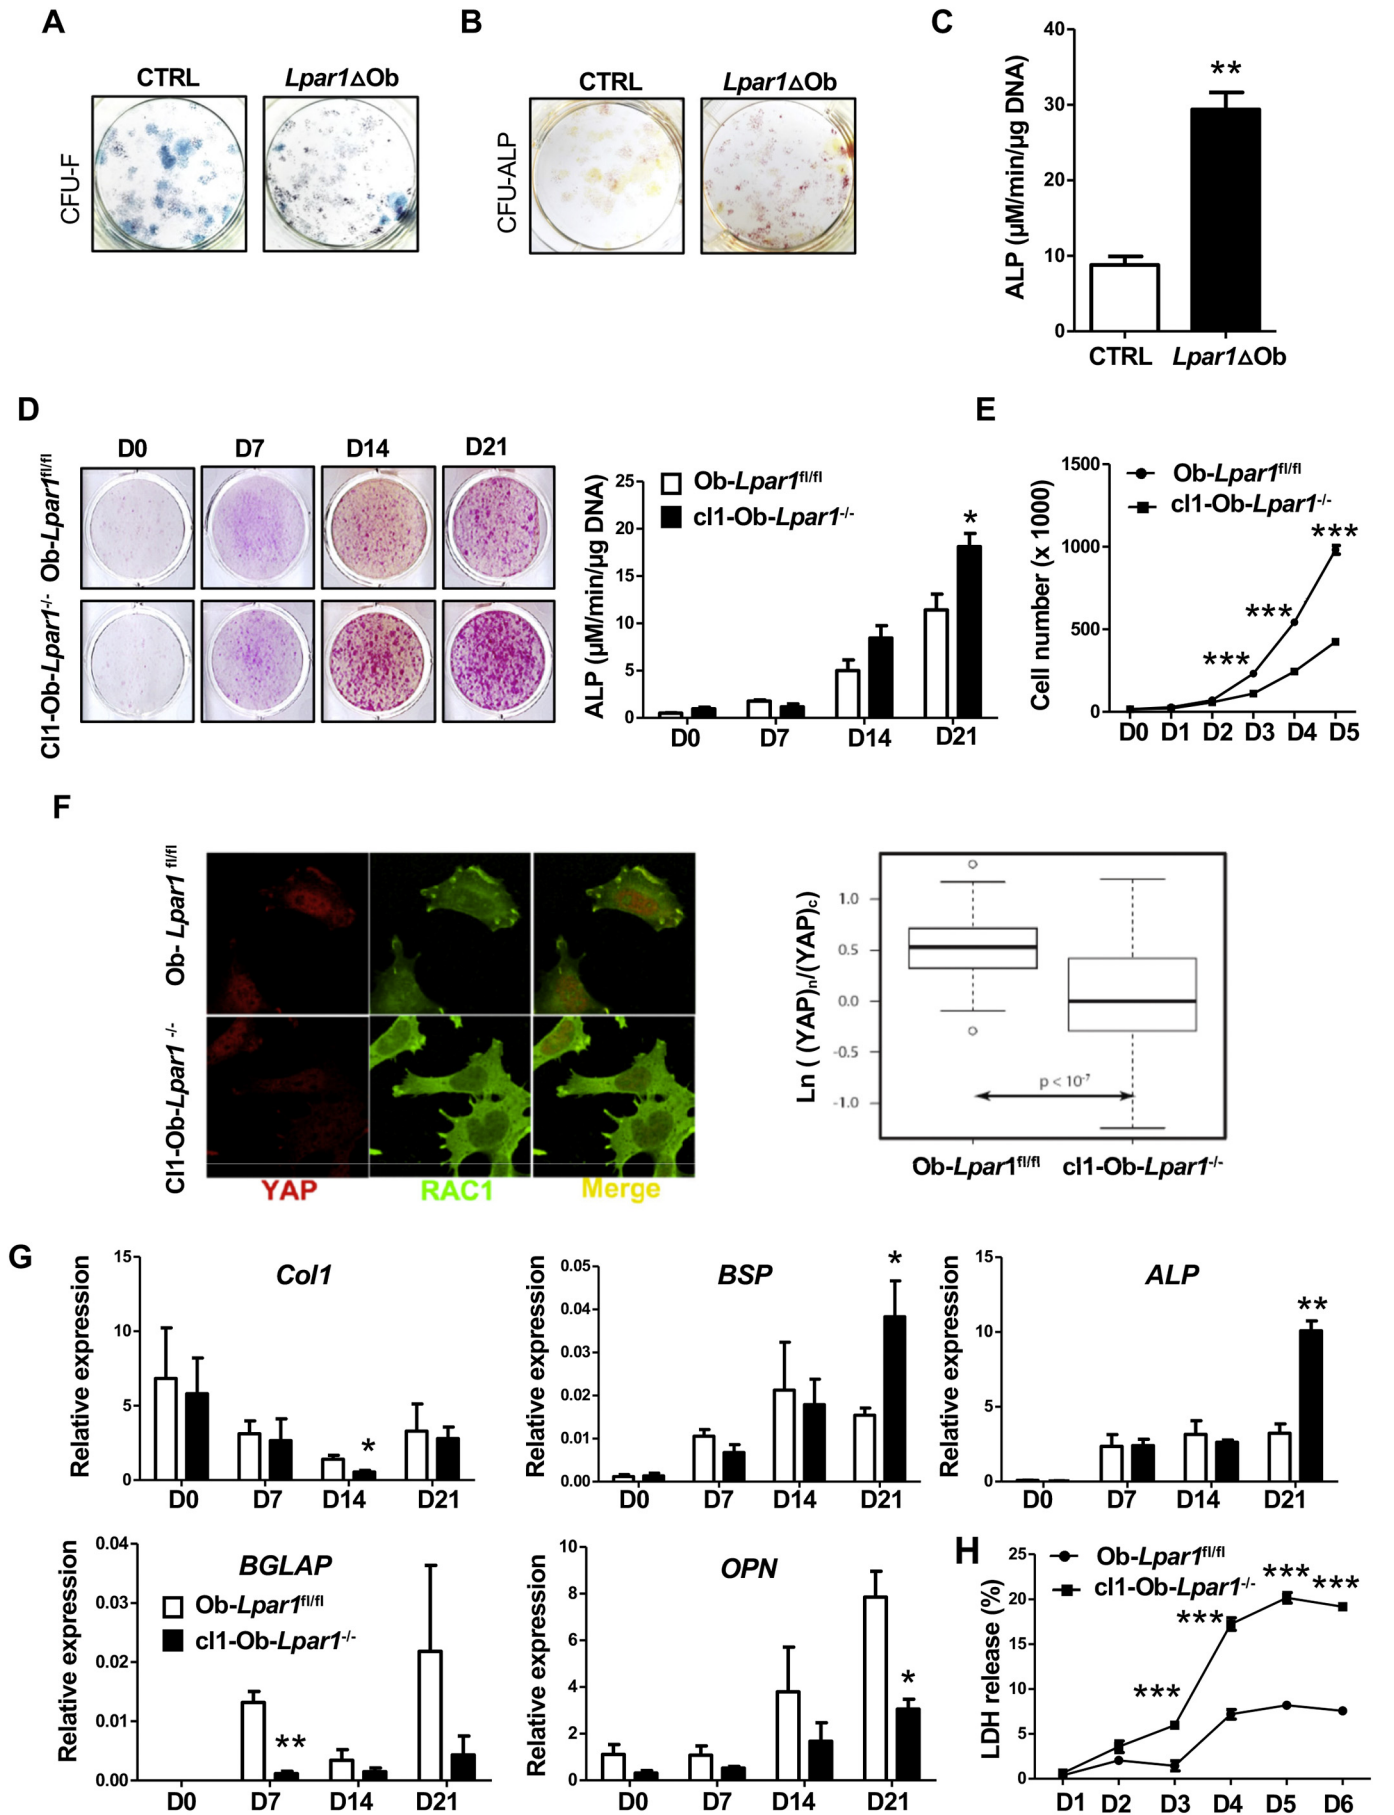 A
CTRL
Lpar1ΔOb
CFU-F
B
CTRL
Lpar1ΔOb
CFU-ALP
C
ALP (µM/min/µg DNA)
40
30
20
10
0
**
CTRL
Lpar1ΔOb
D
D0 D7 D14 D21
Ob-Lpar1fl/fl
Cl1-Ob-Lpar1-/-
ALP (µM/min/µg DNA)
25
20
15
10
5
0
Ob-Lpar1fl/fl
cl1-Ob-Lpar1-/-
*
D0 D7 D14 D21
E
Cell number (x 1000)
1500
1000
500
0
Ob-Lpar1fl/fl
cl1-Ob-Lpar1-/-
***
***
***
D0 D1 D2 D3 D4 D5
F
Ob- Lpar1 fl/fl
Cl1-Ob-Lpar1 -/-
YAP RAC1 Merge
Ln ( (YAP)n/(YAP)c)
1.0
0.5
0.0
-0.5
-1.0
p < 10-7
Ob-Lpar1fl/fl
cl1-Ob-Lpar1-/-
G
Col1
Relative expression
15
10
5
0
*
D0 D7 D14 D21
BSP
Relative expression
0.05
0.04
0.03
0.02
0.01
0.00
*
D0 D7 D14 D21
ALP
Relative expression
15
10
5
0
**
D0 D7 D14 D21
BGLAP
Relative expression
0.04
0.03
0.02
0.01
0.00
Ob-Lpar1fl/fl
cl1-Ob-Lpar1-/-
**
D0 D7 D14 D21
OPN
Relative expression
10
8
6
4
2
0
*
D0 D7 D14 D21
H
LDH release (%)
25
20
15
10
5
0
Ob-Lpar1fl/fl
cl1-Ob-Lpar1-/-
***
***
***
***
D1 D2 D3 D4 D5 D6